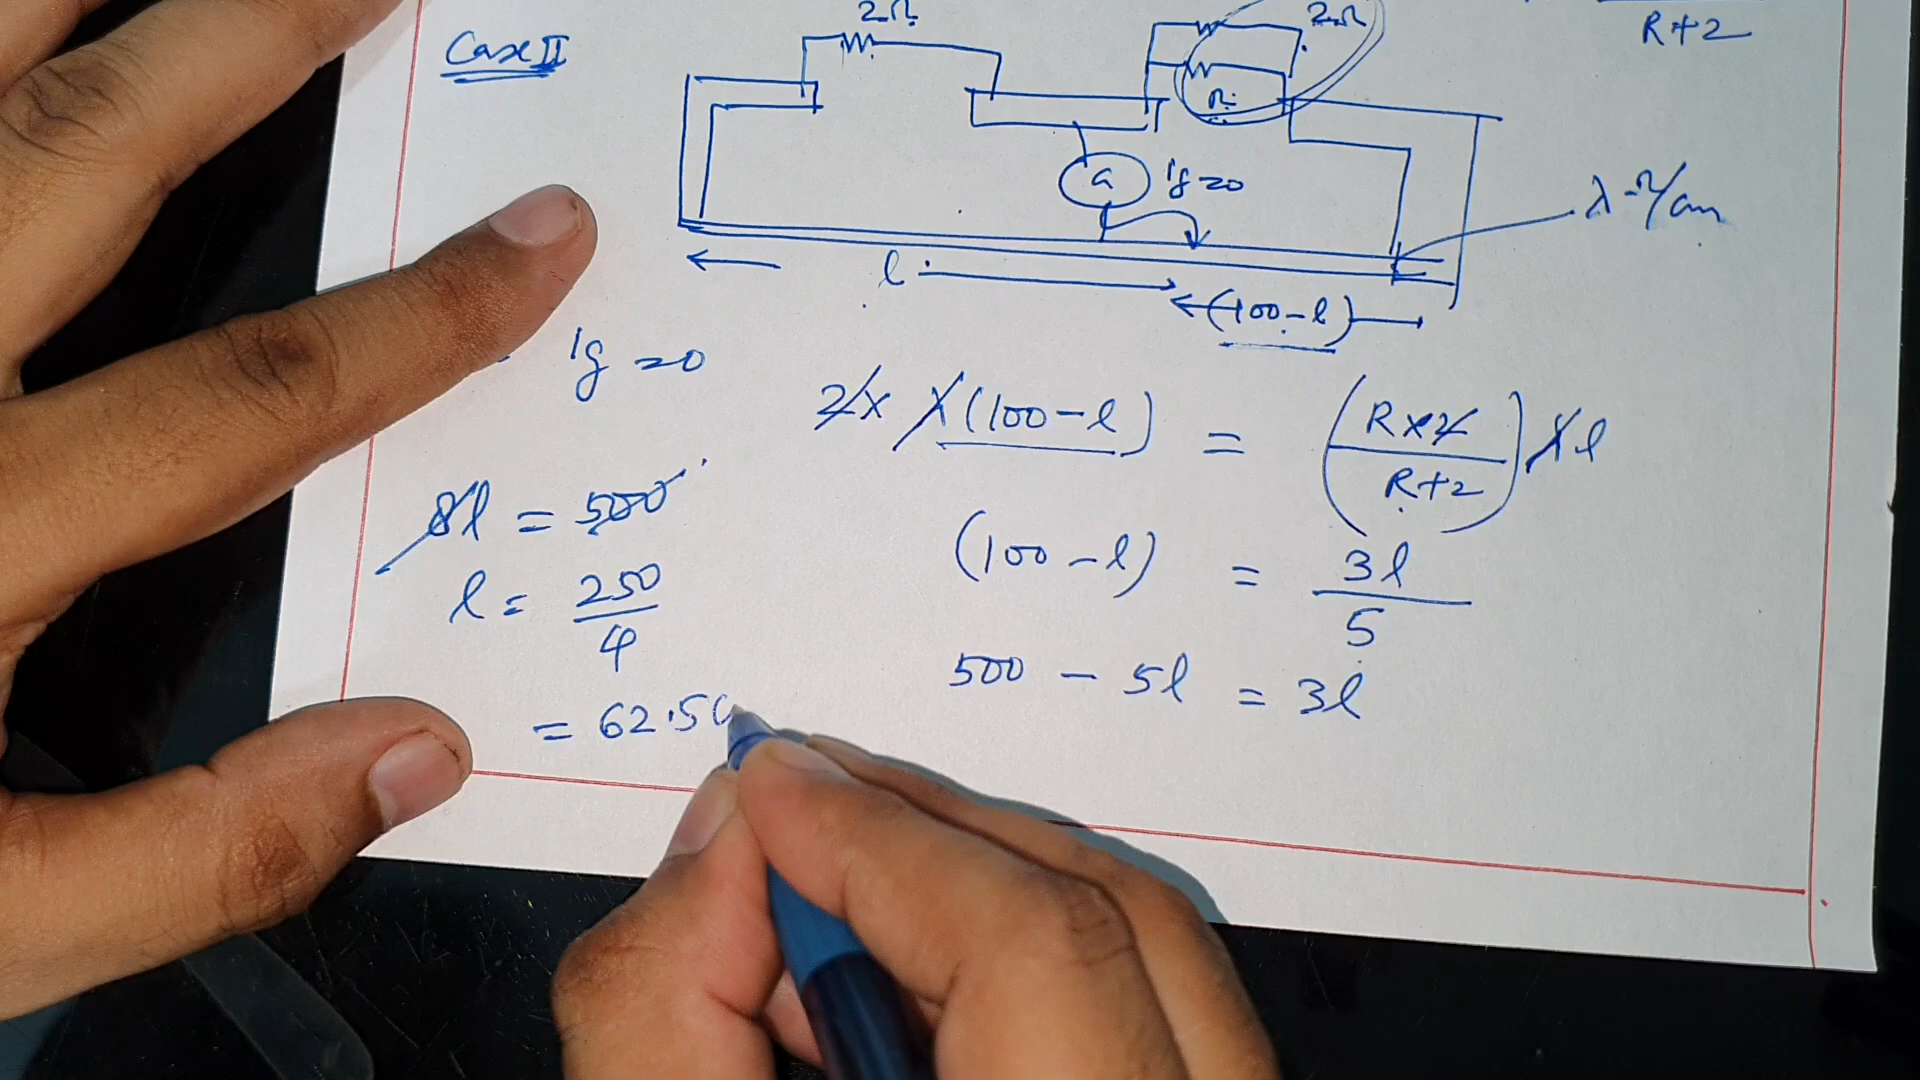 R+2
Case II
2Ω
2Ω
R
G
Ig=0
λ Ω/cm
l
(100-l)
Ig=0
2×λ(100-l) = (R×2/R+2)λl
8l = 500
(100-l) = 3l/5
l = 250/4
500 - 5l = 3l
= 62.5